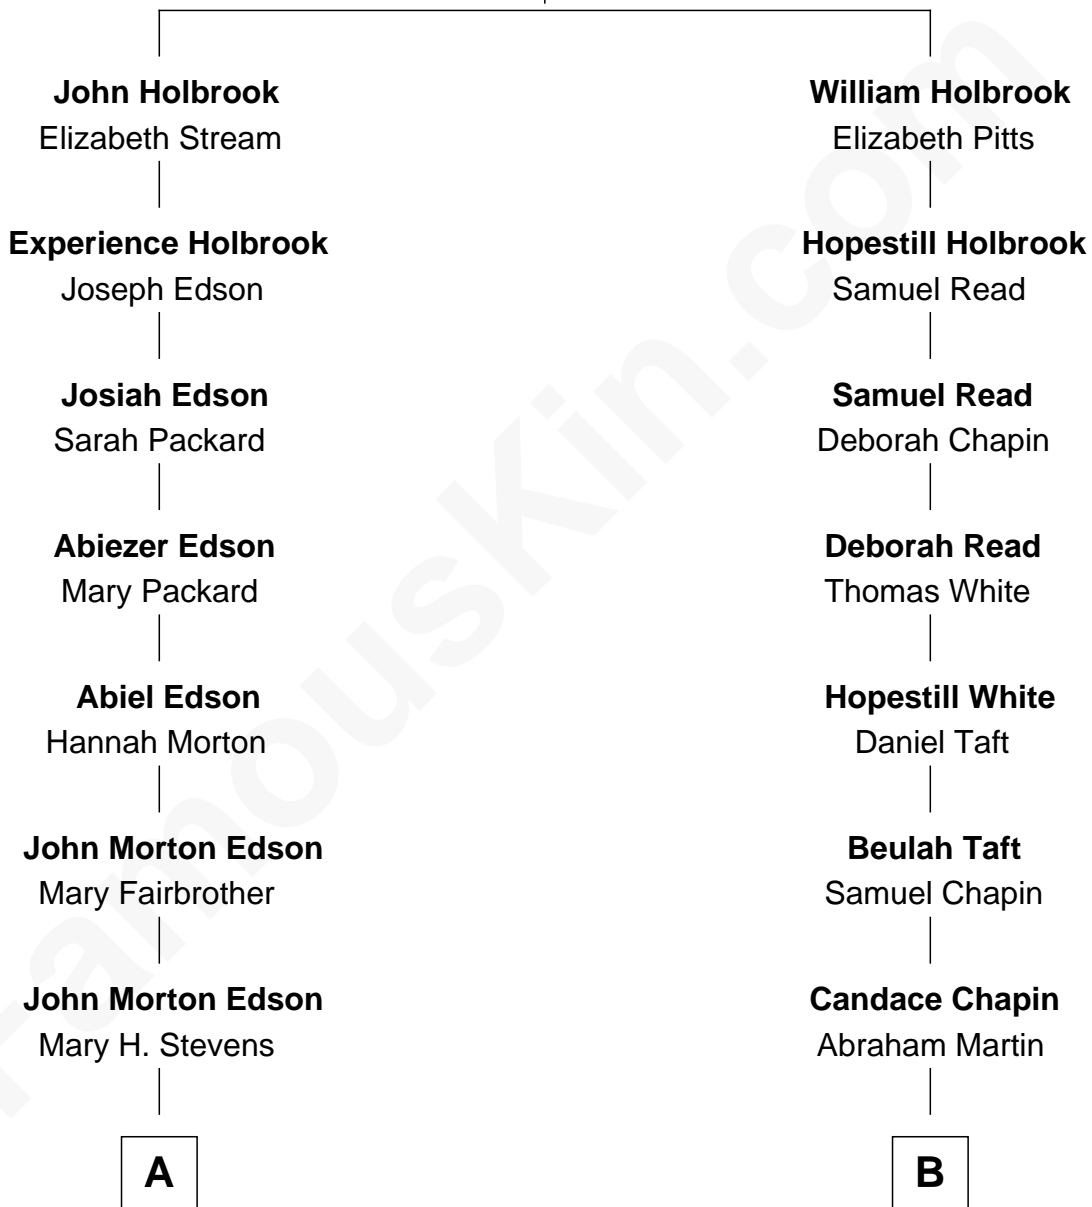 John Holbrook
Elizabeth Stream
William Holbrook
Elizabeth Pitts
Experience Holbrook
Joseph Edson
Hopestill Holbrook
Samuel Read
Josiah Edson
Sarah Packard
Samuel Read
Deborah Chapin
Abiezer Edson
Mary Packard
Deborah Read
Thomas White
Abiel Edson
Hannah Morton
Hopestill White
Daniel Taft
John Morton Edson
Mary Fairbrother
Beulah Taft
Samuel Chapin
John Morton Edson
Mary H. Stevens
Candace Chapin
Abraham Martin
A
B
FamousKin.com